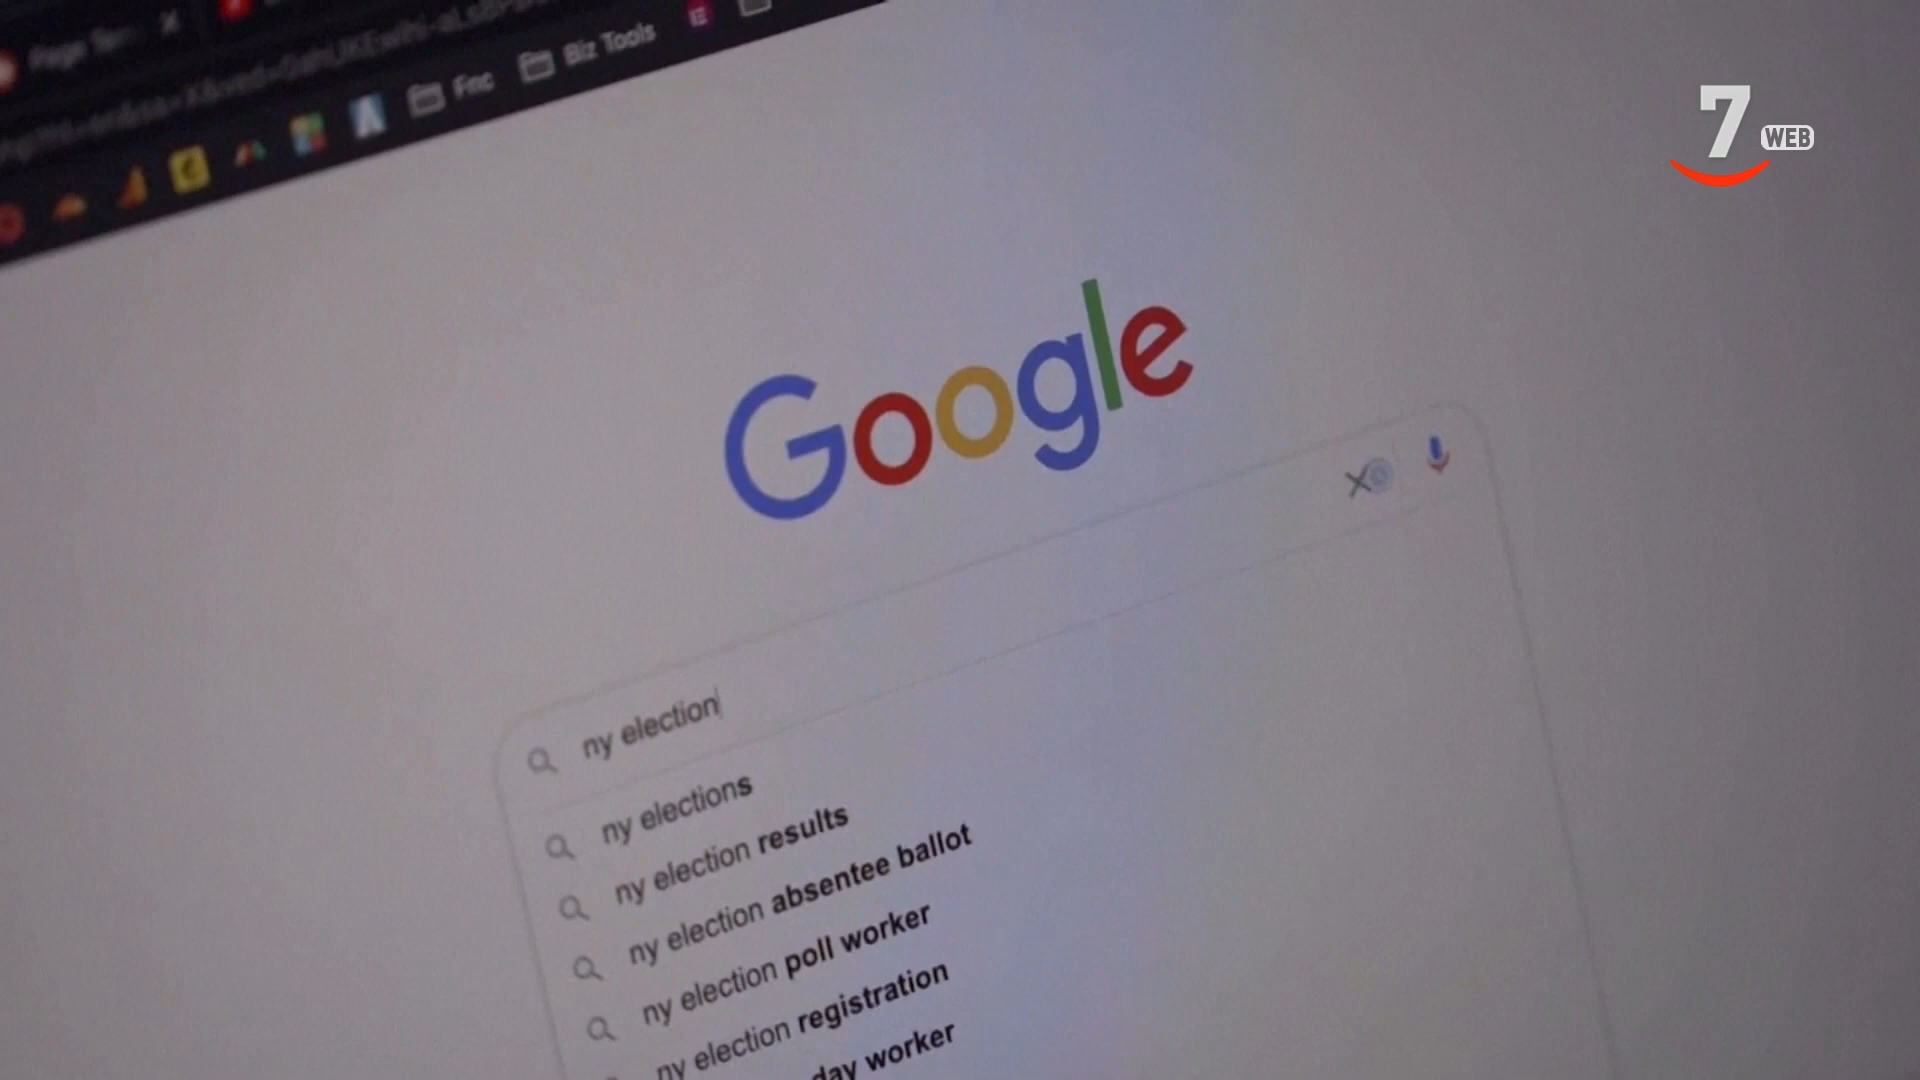 Fnc
Biz Tools
7
WEB
Google
ny election
ny elections
ny election results
ny election absentee ballot
ny election poll worker
ny election registration
day worker